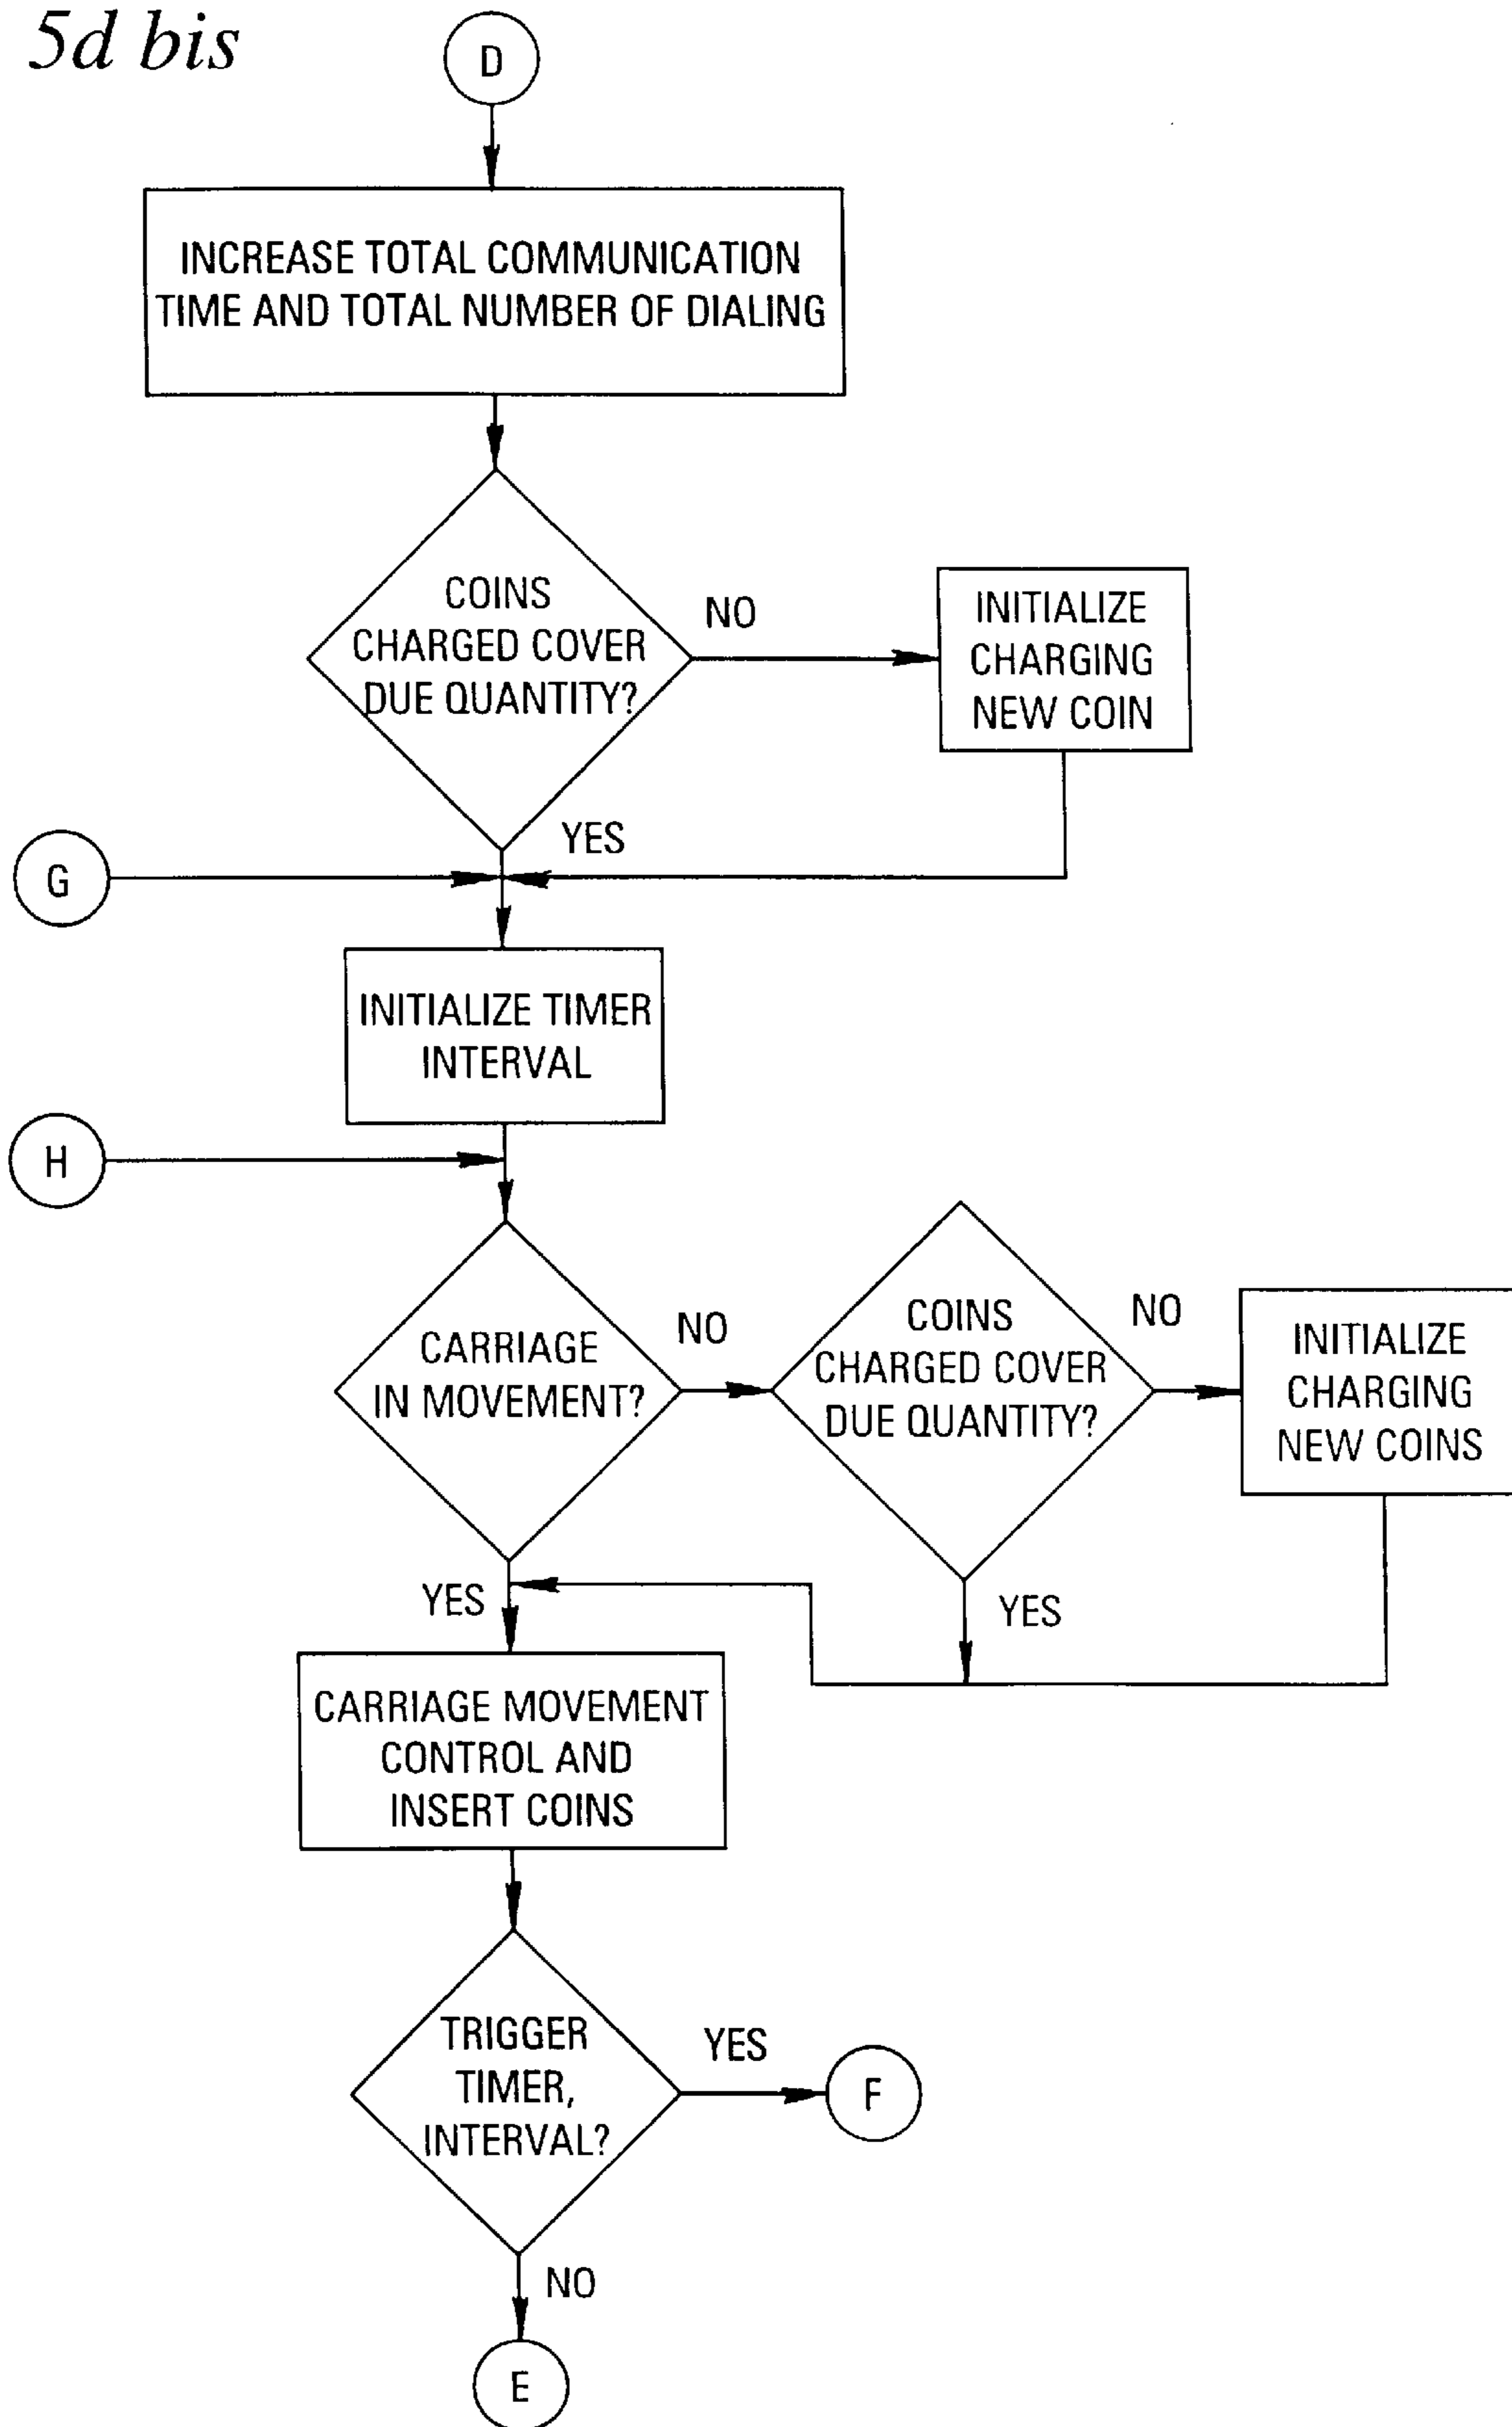 5d bis
D
INCREASE TOTAL COMMUNICATION
TIME AND TOTAL NUMBER OF DIALING
COINS
CHARGED COVER
DUE QUANTITY?
NO
INITIALIZE
CHARGING
NEW COIN
YES
G
INITIALIZE TIMER
INTERVAL
H
CARRIAGE
IN MOVEMENT?
NO
COINS
CHARGED COVER
DUE QUANTITY?
NO
INITIALIZE
CHARGING
NEW COINS
YES
YES
CARRIAGE MOVEMENT
CONTROL AND
INSERT COINS
TRIGGER
TIMER,
INTERVAL?
YES
F
NO
E